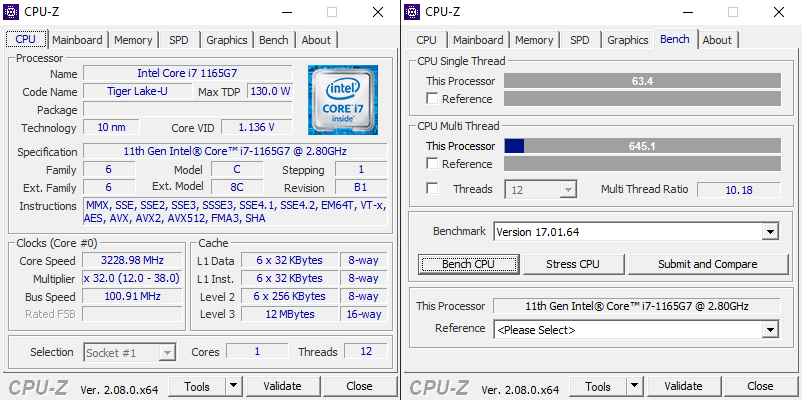 CPU-Z
CPU Mainboard Memory SPD Graphics Bench About
Processor
Name Intel Core i7 1165G7
Code Name Tiger Lake-U Max TDP 130.0 W
Package
Technology 10 nm Core VID 1.136 V
intel
CORE i7
inside
Specification 11th Gen Intel® Core™ i7-1165G7 @ 2.80GHz
Family 6 Model C Stepping 1
Ext. Family 6 Ext. Model 8C Revision B1
Instructions MMX, SSE, SSE2, SSE3, SSSE3, SSE4.1, SSE4.2, EM64T, VT-x,
AES, AVX, AVX2, AVX512, FMA3, SHA
Clocks (Core #0)
Core Speed 3228.98 MHz
Multiplier x 32.0 (12.0 - 38.0)
Bus Speed 100.91 MHz
Rated FSB
Cache
L1 Data 6 x 32 KBytes 8-way
L1 Inst. 6 x 32 KBytes 8-way
Level 2 6 x 256 KBytes 8-way
Level 3 12 MBytes 16-way
Selection Socket #1 Cores 1 Threads 12
CPU-Z Ver. 2.08.0.x64 Tools Validate Close
CPU-Z
CPU Mainboard Memory SPD Graphics Bench About
CPU Single Thread
This Processor 63.4
Reference
CPU Multi Thread
This Processor 645.1
Reference
Threads 12 Multi Thread Ratio 10.18
Benchmark Version 17.01.64
Bench CPU Stress CPU Submit and Compare
This Processor 11th Gen Intel® Core™ i7-1165G7 @ 2.80GHz
Reference <Please Select>
CPU-Z Ver. 2.08.0.x64 Tools Validate Close